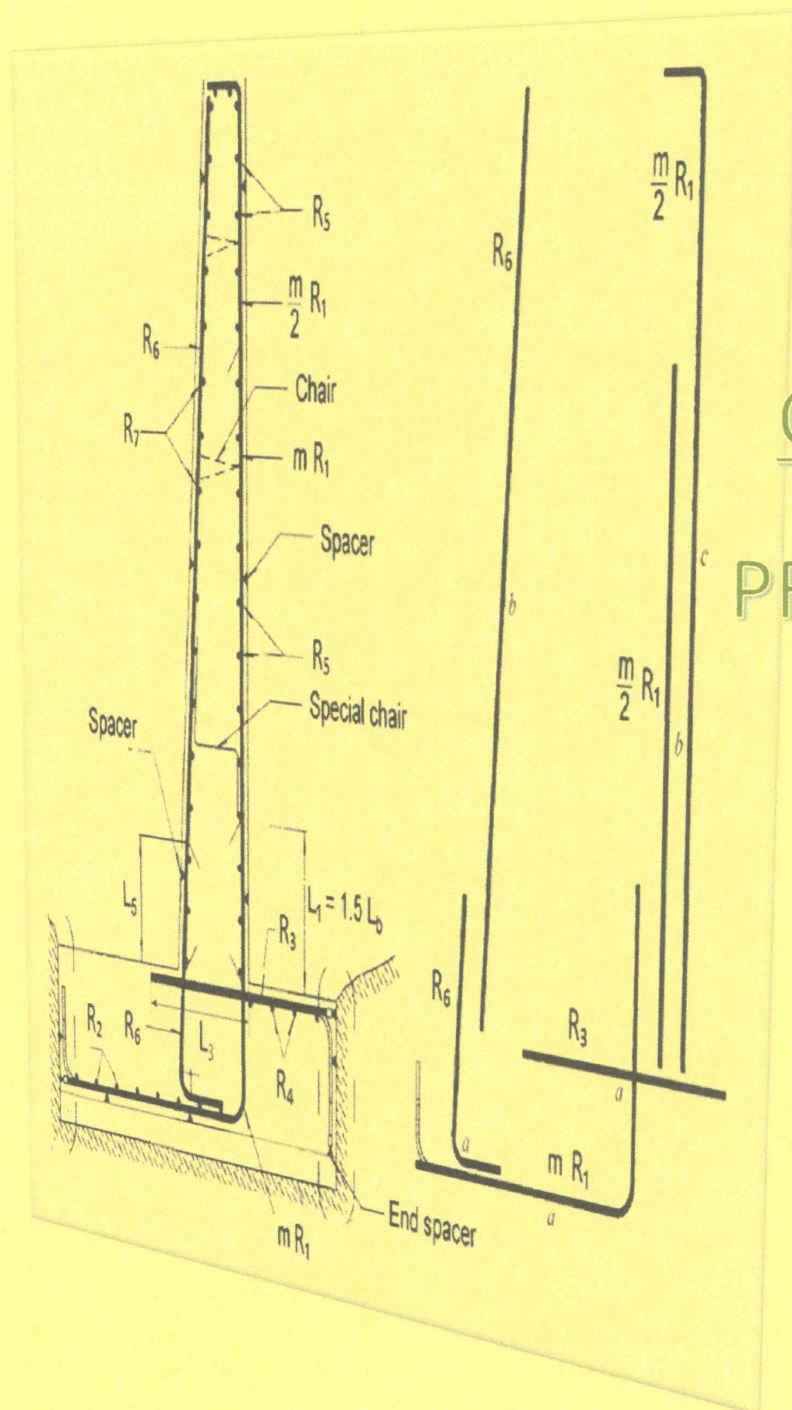 R₅
m/2 R₁
R₆
Chair
R₇
m R₁
Spacer
R₅
Special chair
Spacer
L₅
L₁ = 1.5 L_b
R₃
R₂
R₆
L₃
R₄
End spacer
m R₁
m/2 R₁
R₆
c
b
m/2 R₁
b
R₆
R₃
a
a
m R₁
a